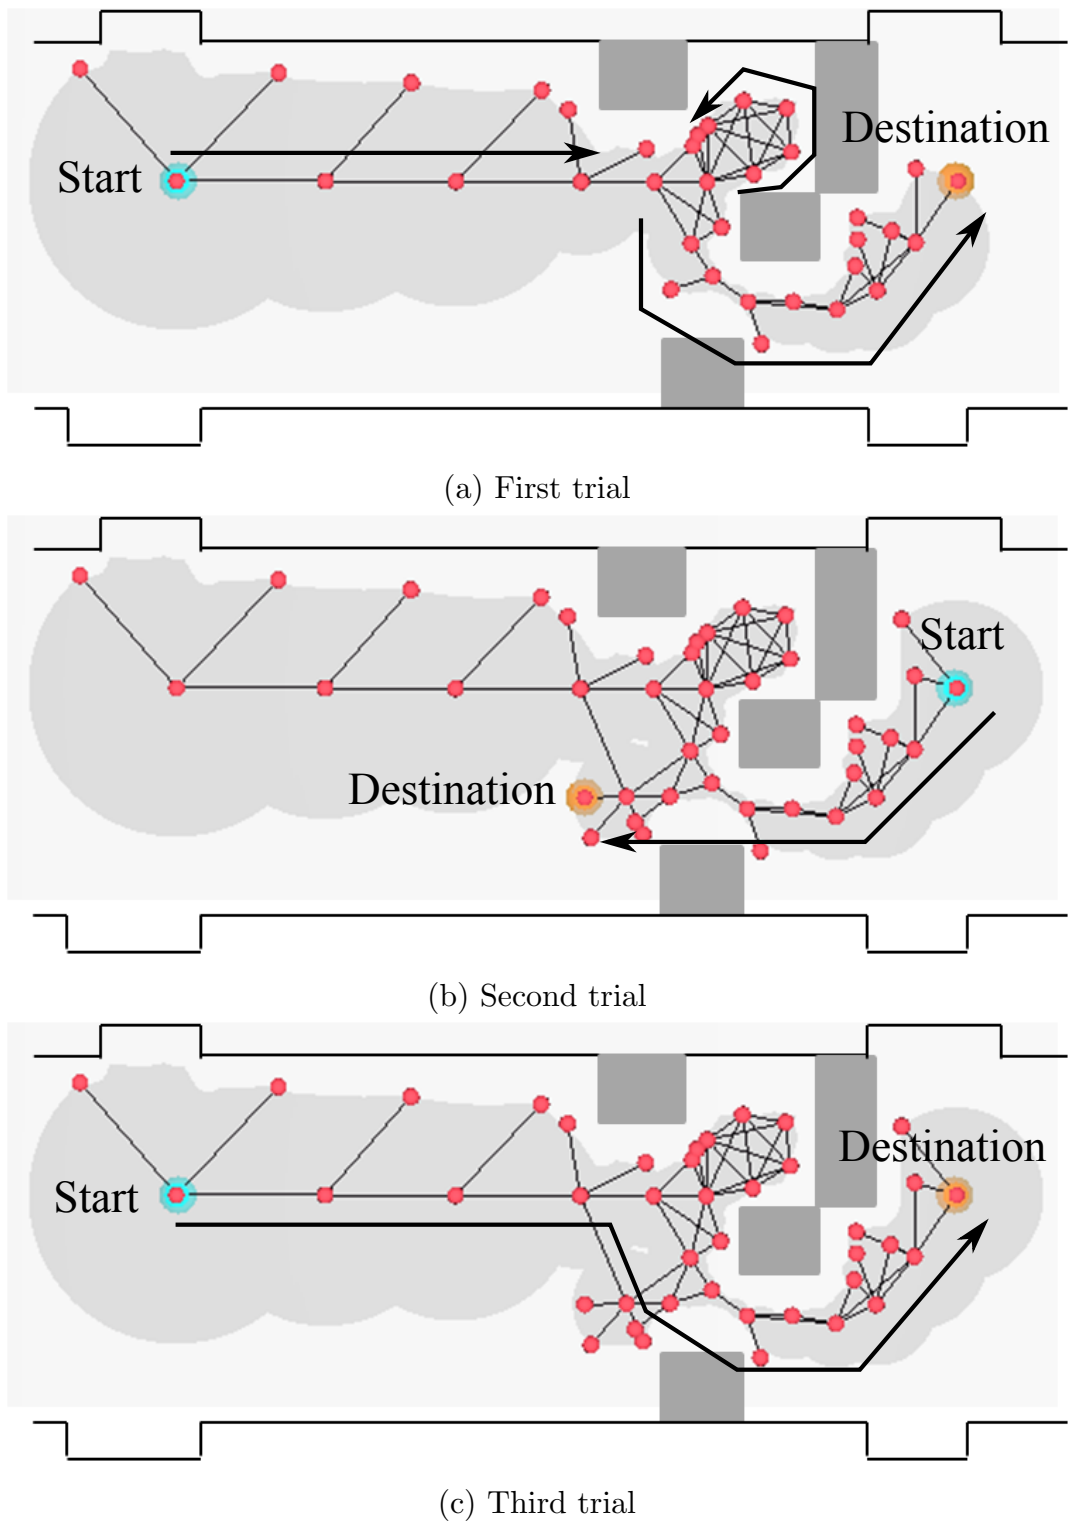 Destination
Start
(a) First trial
Start
Destination
(b) Second trial
Destination
Start
(c) Third trial